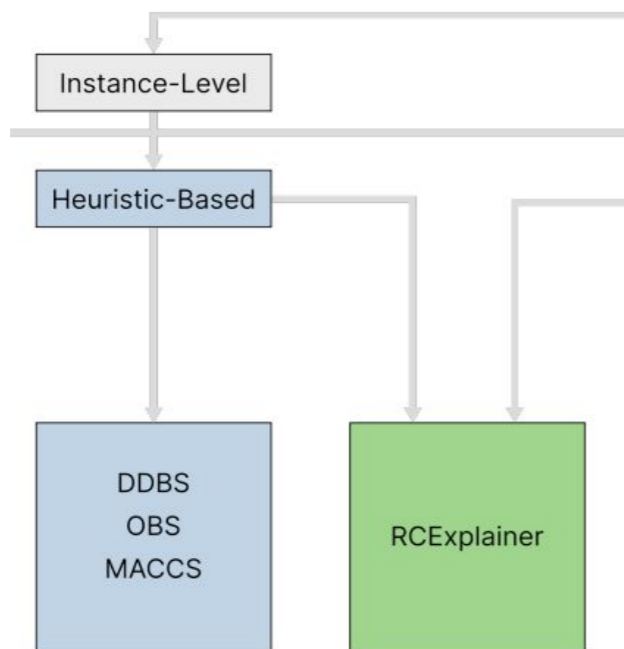 Instance-Level
Heuristic-Based
DDBS
OBS
MACCS
RCExplainer